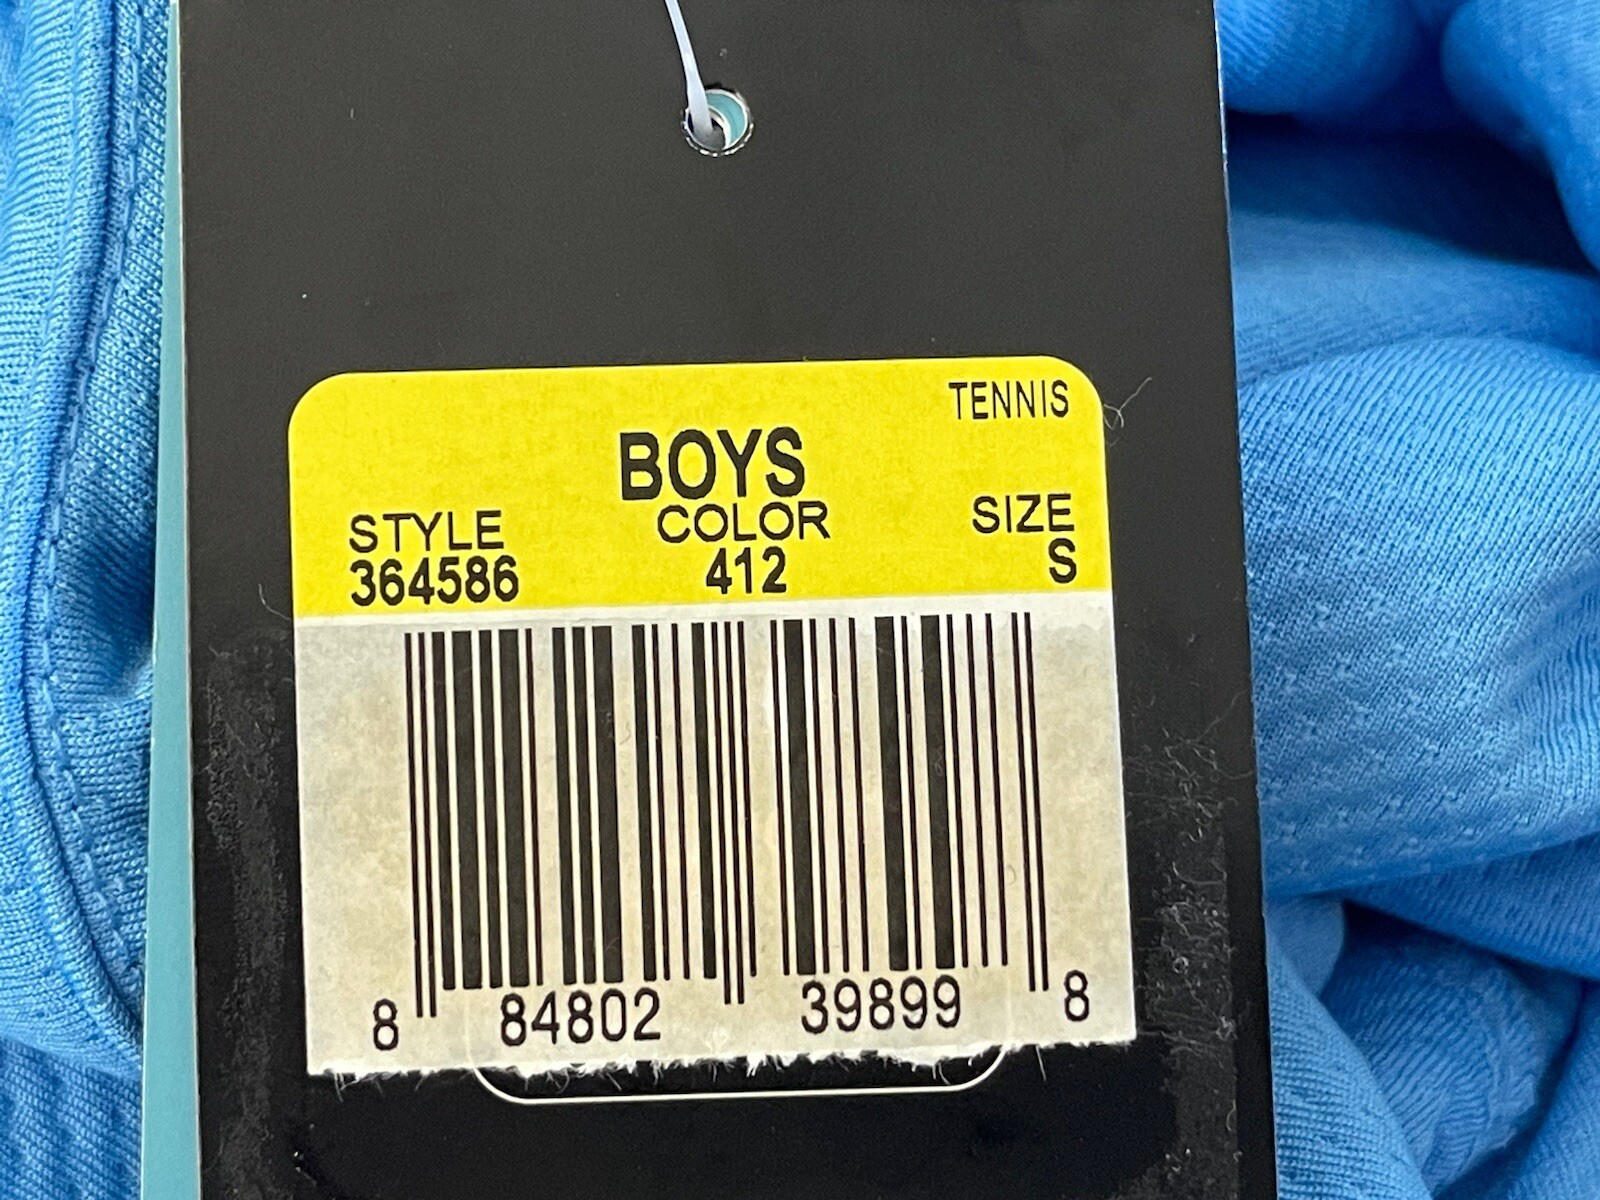 TENNIS
BOYS
STYLE COLOR SIZE
364586 412 S
8 84802 39899 8